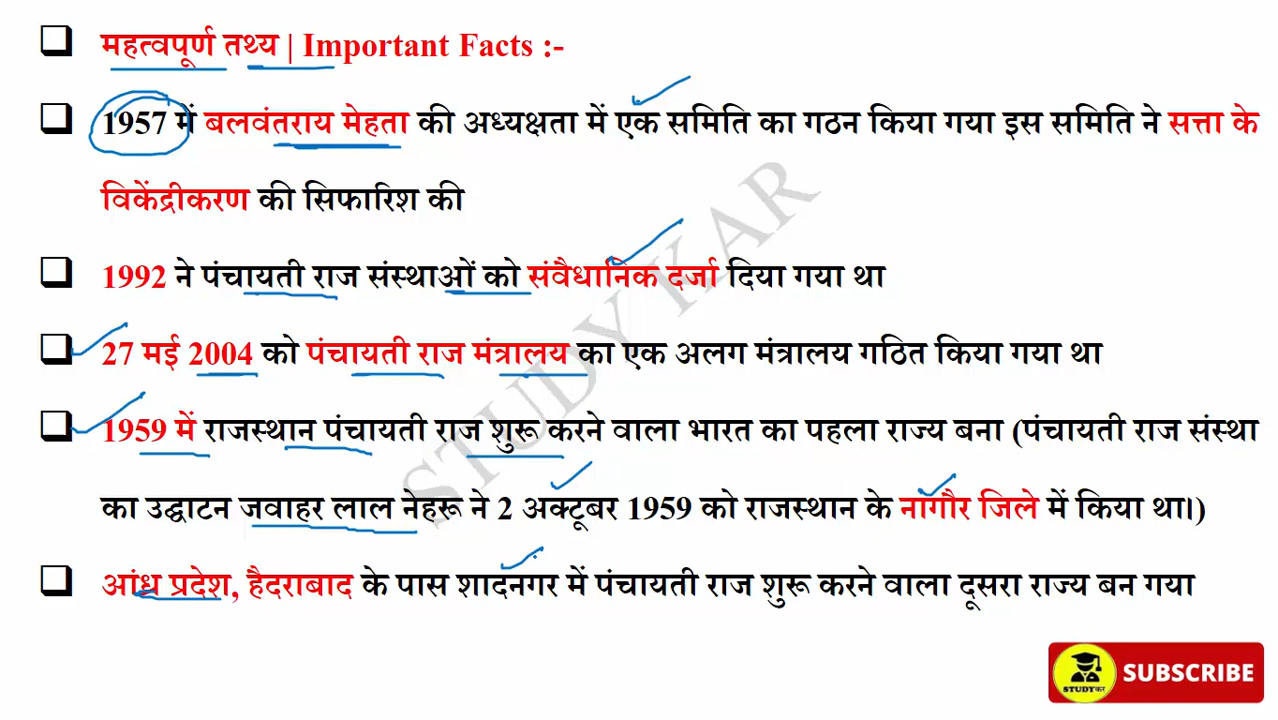 महत्वपूर्ण तथ्य | Important Facts :-
1957 में बलवंतराय मेहता की अध्यक्षता में एक समिति का गठन किया गया इस समिति ने सत्ता के
विकेंद्रीकरण की सिफारिश की
1992 ने पंचायती राज संस्थाओं को संवैधानिक दर्जा दिया गया था
27 मई 2004 को पंचायती राज मंत्रालय का एक अलग मंत्रालय गठित किया गया था
1959 में राजस्थान पंचायती राज शुरू करने वाला भारत का पहला राज्य बना (पंचायती राज संस्था
का उद्घाटन जवाहर लाल नेहरू ने 2 अक्टूबर 1959 को राजस्थान के नागौर जिले में किया था।)
आंध्र प्रदेश, हैदराबाद के पास शादनगर में पंचायती राज शुरू करने वाला दूसरा राज्य बन गया
STUDY KAR
STUDYकर
SUBSCRIBE